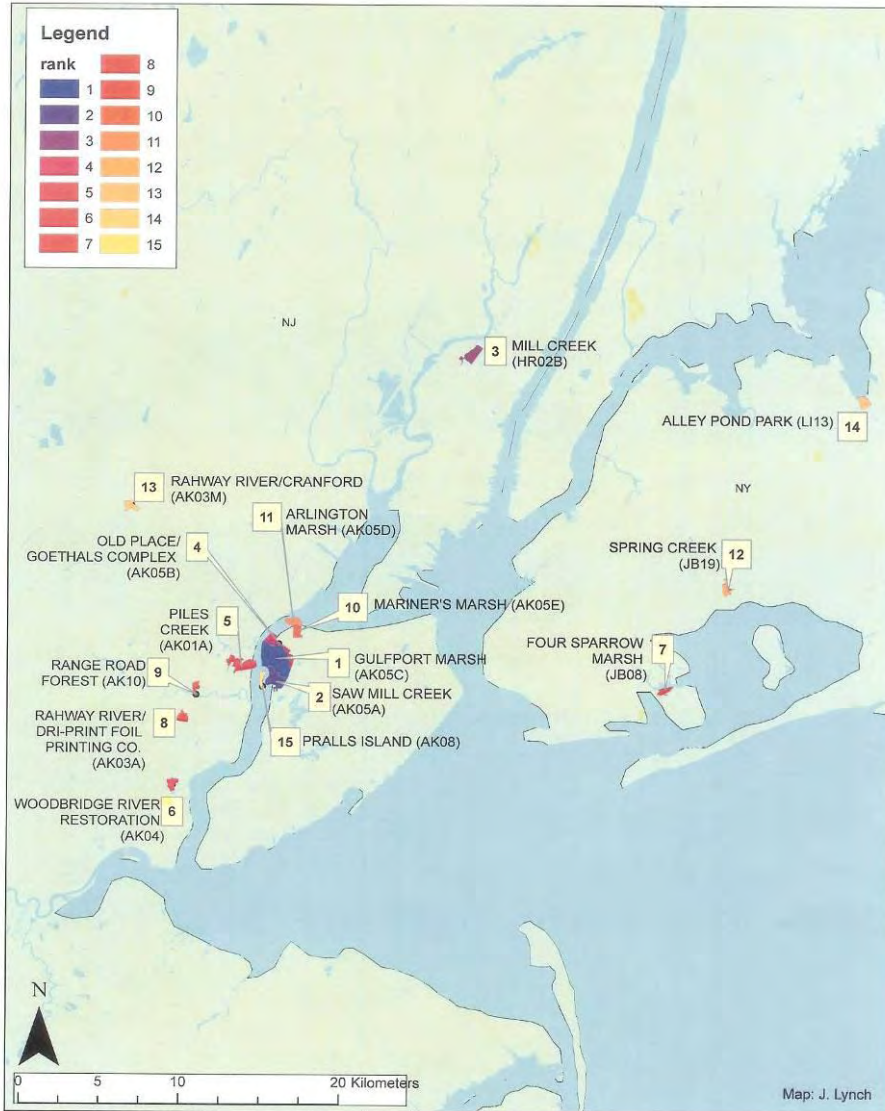 Legend
rank
1
2
3
4
5
6
7
8
9
10
11
12
13
14
15
NJ
3
MILL CREEK
(HR02B)
ALLEY POND PARK (LI13)
14
NY
13
RAHWAY RIVER/CRANFORD
(AK03M)
11
ARLINGTON
MARSH (AK05D)
OLD PLACE/
GOETHALS COMPLEX
(AK05B)
4
SPRING CREEK
(JB19)
12
10
MARINER'S MARSH (AK05E)
PILES
CREEK
(AK01A)
5
FOUR SPARROW
MARSH
(JB08)
7
1
GULFPORT MARSH
(AK05C)
RANGE ROAD
FOREST (AK10)
9
2
SAW MILL CREEK
(AK05A)
RAHWAY RIVER/
DRI-PRINT FOIL
PRINTING CO.
(AK03A)
8
15
PRALLS ISLAND (AK08)
WOODBRIDGE RIVER
RESTORATION
(AK04)
6
N
0 5 10 20 Kilometers
Map: J. Lynch